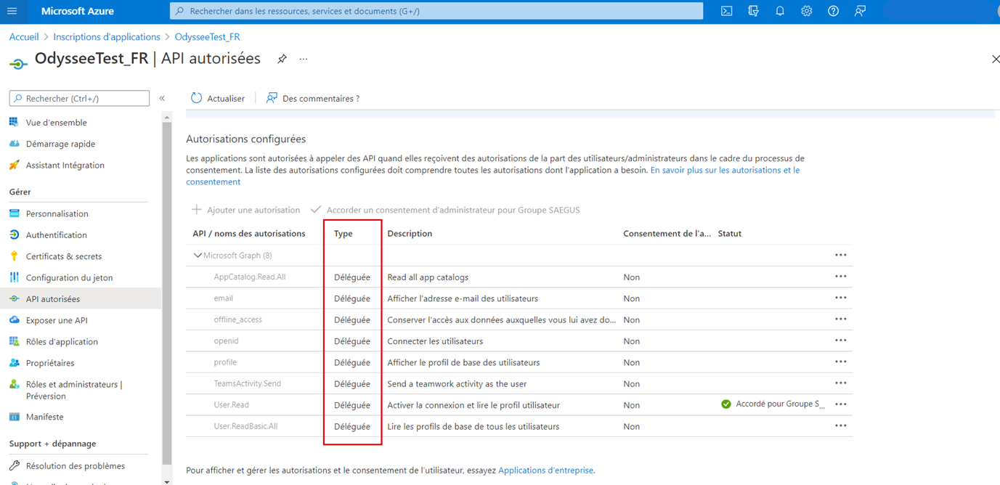 Microsoft Azure
Rechercher dans les ressources, services et documents (G+/)
Accueil > Inscriptions d'applications > OdysseeTest_FR
OdysseeTest_FR | API autorisées
Rechercher (Ctrl+/)
Actualiser
Des commentaires ?
Vue d'ensemble
Démarrage rapide
Assistant Intégration
Gérer
Personnalisation
Authentification
Certificats & secrets
Configuration du jeton
API autorisées
Exposer une API
Rôles d'application
Propriétaires
Rôles et administrateurs |
Préversion
Manifeste
Support + dépannage
Résolution des problèmes
Autorisations configurées
Les applications sont autorisées à appeler des API quand elles reçoivent des autorisations de la part des utilisateurs/administrateurs dans le cadre du processus de
consentement. La liste des autorisations configurées doit comprendre toutes les autorisations dont l'application a besoin. En savoir plus sur les autorisations et le
consentement
Ajouter une autorisation
Accorder un consentement d'administrateur pour Groupe SAEGUS
API / noms des autorisations Type Description Consentement de l'a... Statut
Microsoft Graph (8)
AppCatalog.Read.All Déléguée Read all app catalogs Non
email Déléguée Afficher l'adresse e-mail des utilisateurs Non
offline_access Déléguée Conserver l'accès aux données auxquelles vous lui avez do... Non
openid Déléguée Connecter les utilisateurs Non
profile Déléguée Afficher le profil de base des utilisateurs Non
TeamsActivity.Send Déléguée Send a teamwork activity as the user Non
User.Read Déléguée Activer la connexion et lire le profil utilisateur Non Accordé pour Groupe S...
User.ReadBasic.All Déléguée Lire les profils de base de tous les utilisateurs Non
Pour afficher et gérer les autorisations et le consentement de l'utilisateur, essayez Applications d'entreprise.